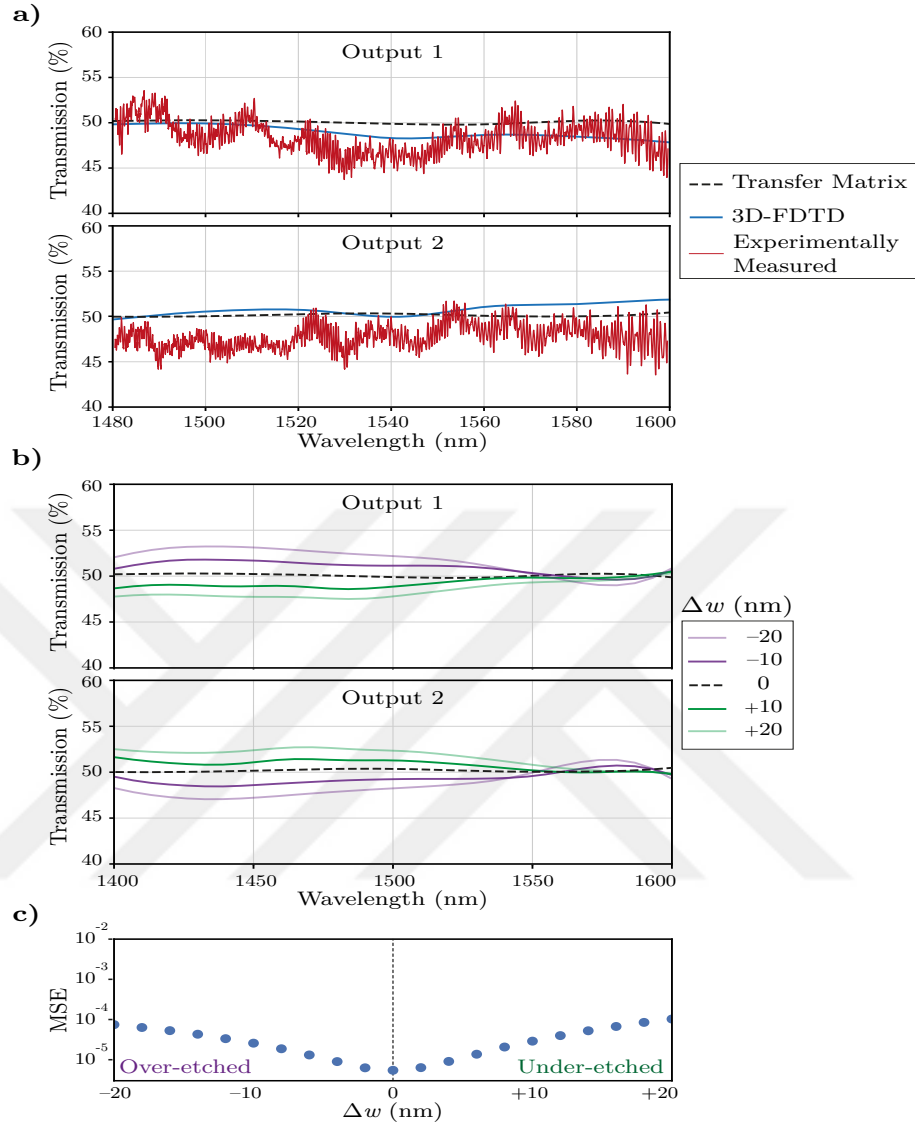 a)
60
55
50
45
40
Transmission (%)
Output 1
60
55
50
45
40
Transmission (%)
Output 2
1480
1500
1520
1540
1560
1580
1600
Wavelength (nm)
Transfer Matrix
3D-FDTD
Experimentally
Measured
b)
60
55
50
45
40
Transmission (%)
Output 1
60
55
50
45
40
Transmission (%)
Output 2
1400
1450
1500
1550
1600
Wavelength (nm)
Δw (nm)
–20
–10
0
+10
+20
c)
10-2
10-3
10-4
10-5
MSE
Over-etched
Under-etched
–20
–10
0
+10
+20
Δw (nm)